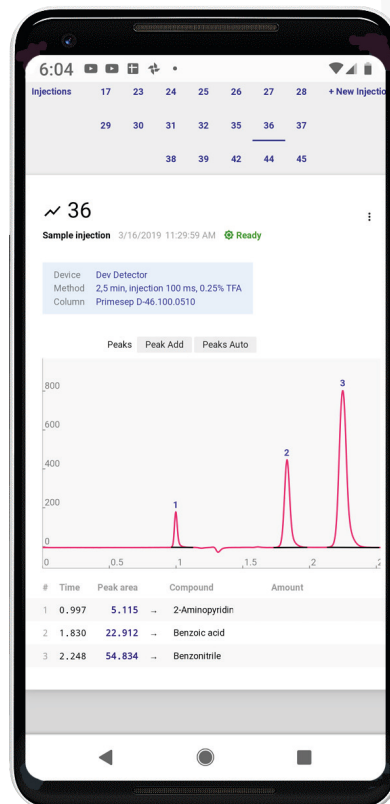 6:04
Injections 17 23 24 25 26 27 28 + New Injectio
29 30 31 32 35 36 37
38 39 42 44 45
36
Sample injection 3/16/2019 11:29:59 AM Ready
Device Dev Detector
Method 2,5 min, injection 100 ms, 0.25% TFA
Column Primesep D-46.100.0510
Peaks Peak Add Peaks Auto
800
600
400
200
0
1
2
3
0 0.5 1 1.5 2
# Time Peak area Compound Amount
1 0.997 5.115 → 2-Aminopyridin
2 1.830 22.912 → Benzoic acid
3 2.248 54.834 → Benzonitrile